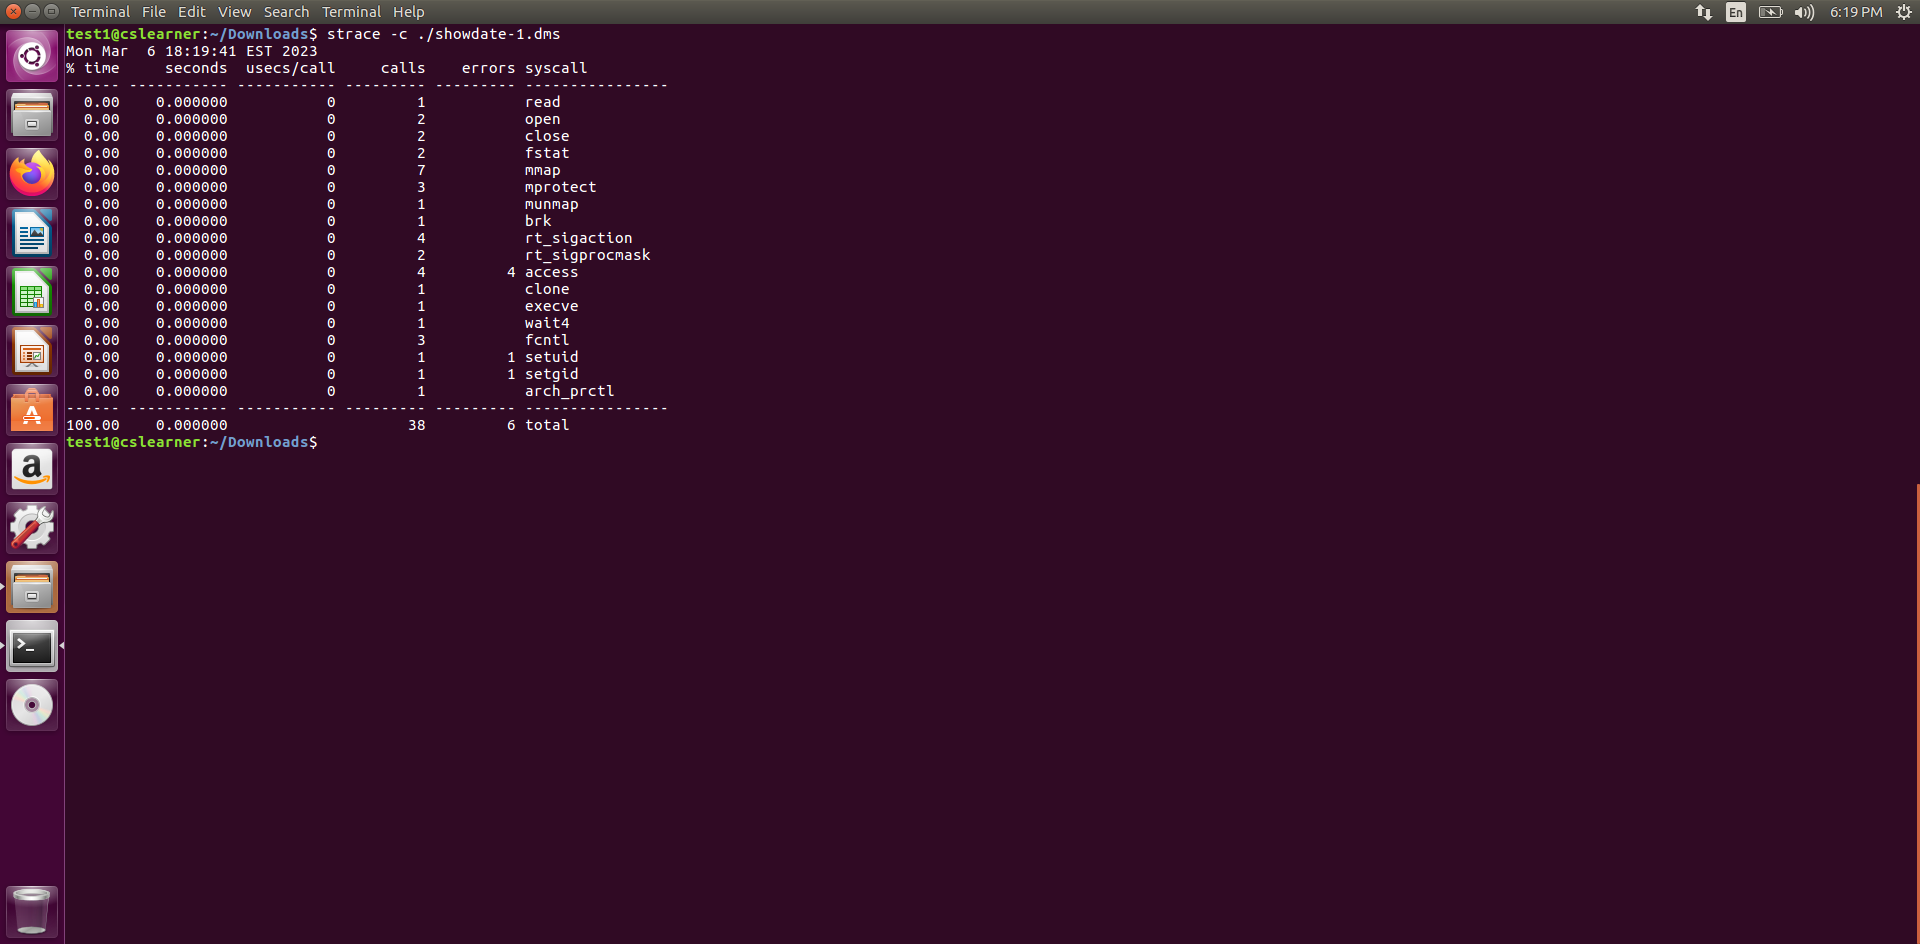 Terminal File Edit View Search Terminal Help En 6:19 PM
test1@cslearner:~/Downloads$ strace -c ./showdate-1.dms
Mon Mar  6 18:19:41 EST 2023
% time     seconds  usecs/call     calls    errors syscall
------ ----------- ----------- --------- --------- ----------------
  0.00    0.000000           0         1           read
  0.00    0.000000           0         2           open
  0.00    0.000000           0         2           close
  0.00    0.000000           0         2           fstat
  0.00    0.000000           0         7           mmap
  0.00    0.000000           0         3           mprotect
  0.00    0.000000           0         1           munmap
  0.00    0.000000           0         1           brk
  0.00    0.000000           0         4           rt_sigaction
  0.00    0.000000           0         2           rt_sigprocmask
  0.00    0.000000           0         4         4 access
  0.00    0.000000           0         1           clone
  0.00    0.000000           0         1           execve
  0.00    0.000000           0         1           wait4
  0.00    0.000000           0         3           fcntl
  0.00    0.000000           0         1         1 setuid
  0.00    0.000000           0         1         1 setgid
  0.00    0.000000           0         1           arch_prctl
------ ----------- ----------- --------- --------- ----------------
100.00    0.000000                    38         6 total
test1@cslearner:~/Downloads$